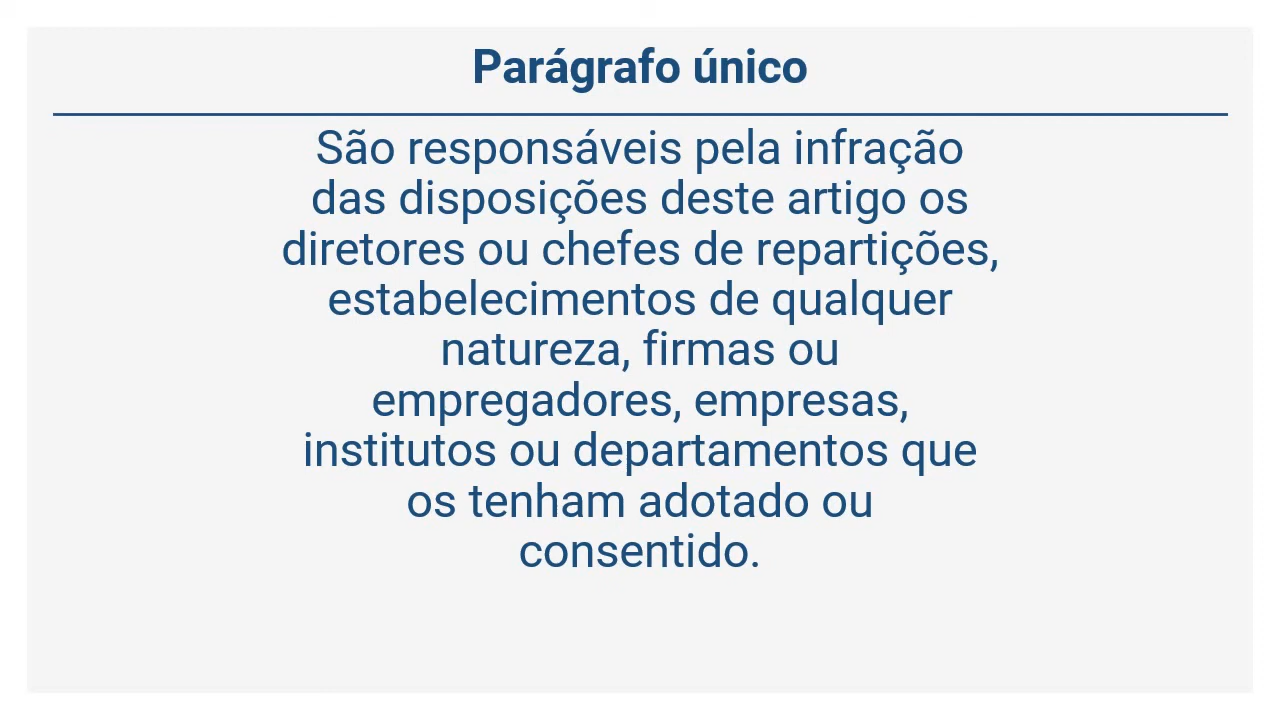 Parágrafo único
São responsáveis pela infração
das disposições deste artigo os
diretores ou chefes de repartições,
estabelecimentos de qualquer
natureza, firmas ou
empregadores, empresas,
institutos ou departamentos que
os tenham adotado ou
consentido.